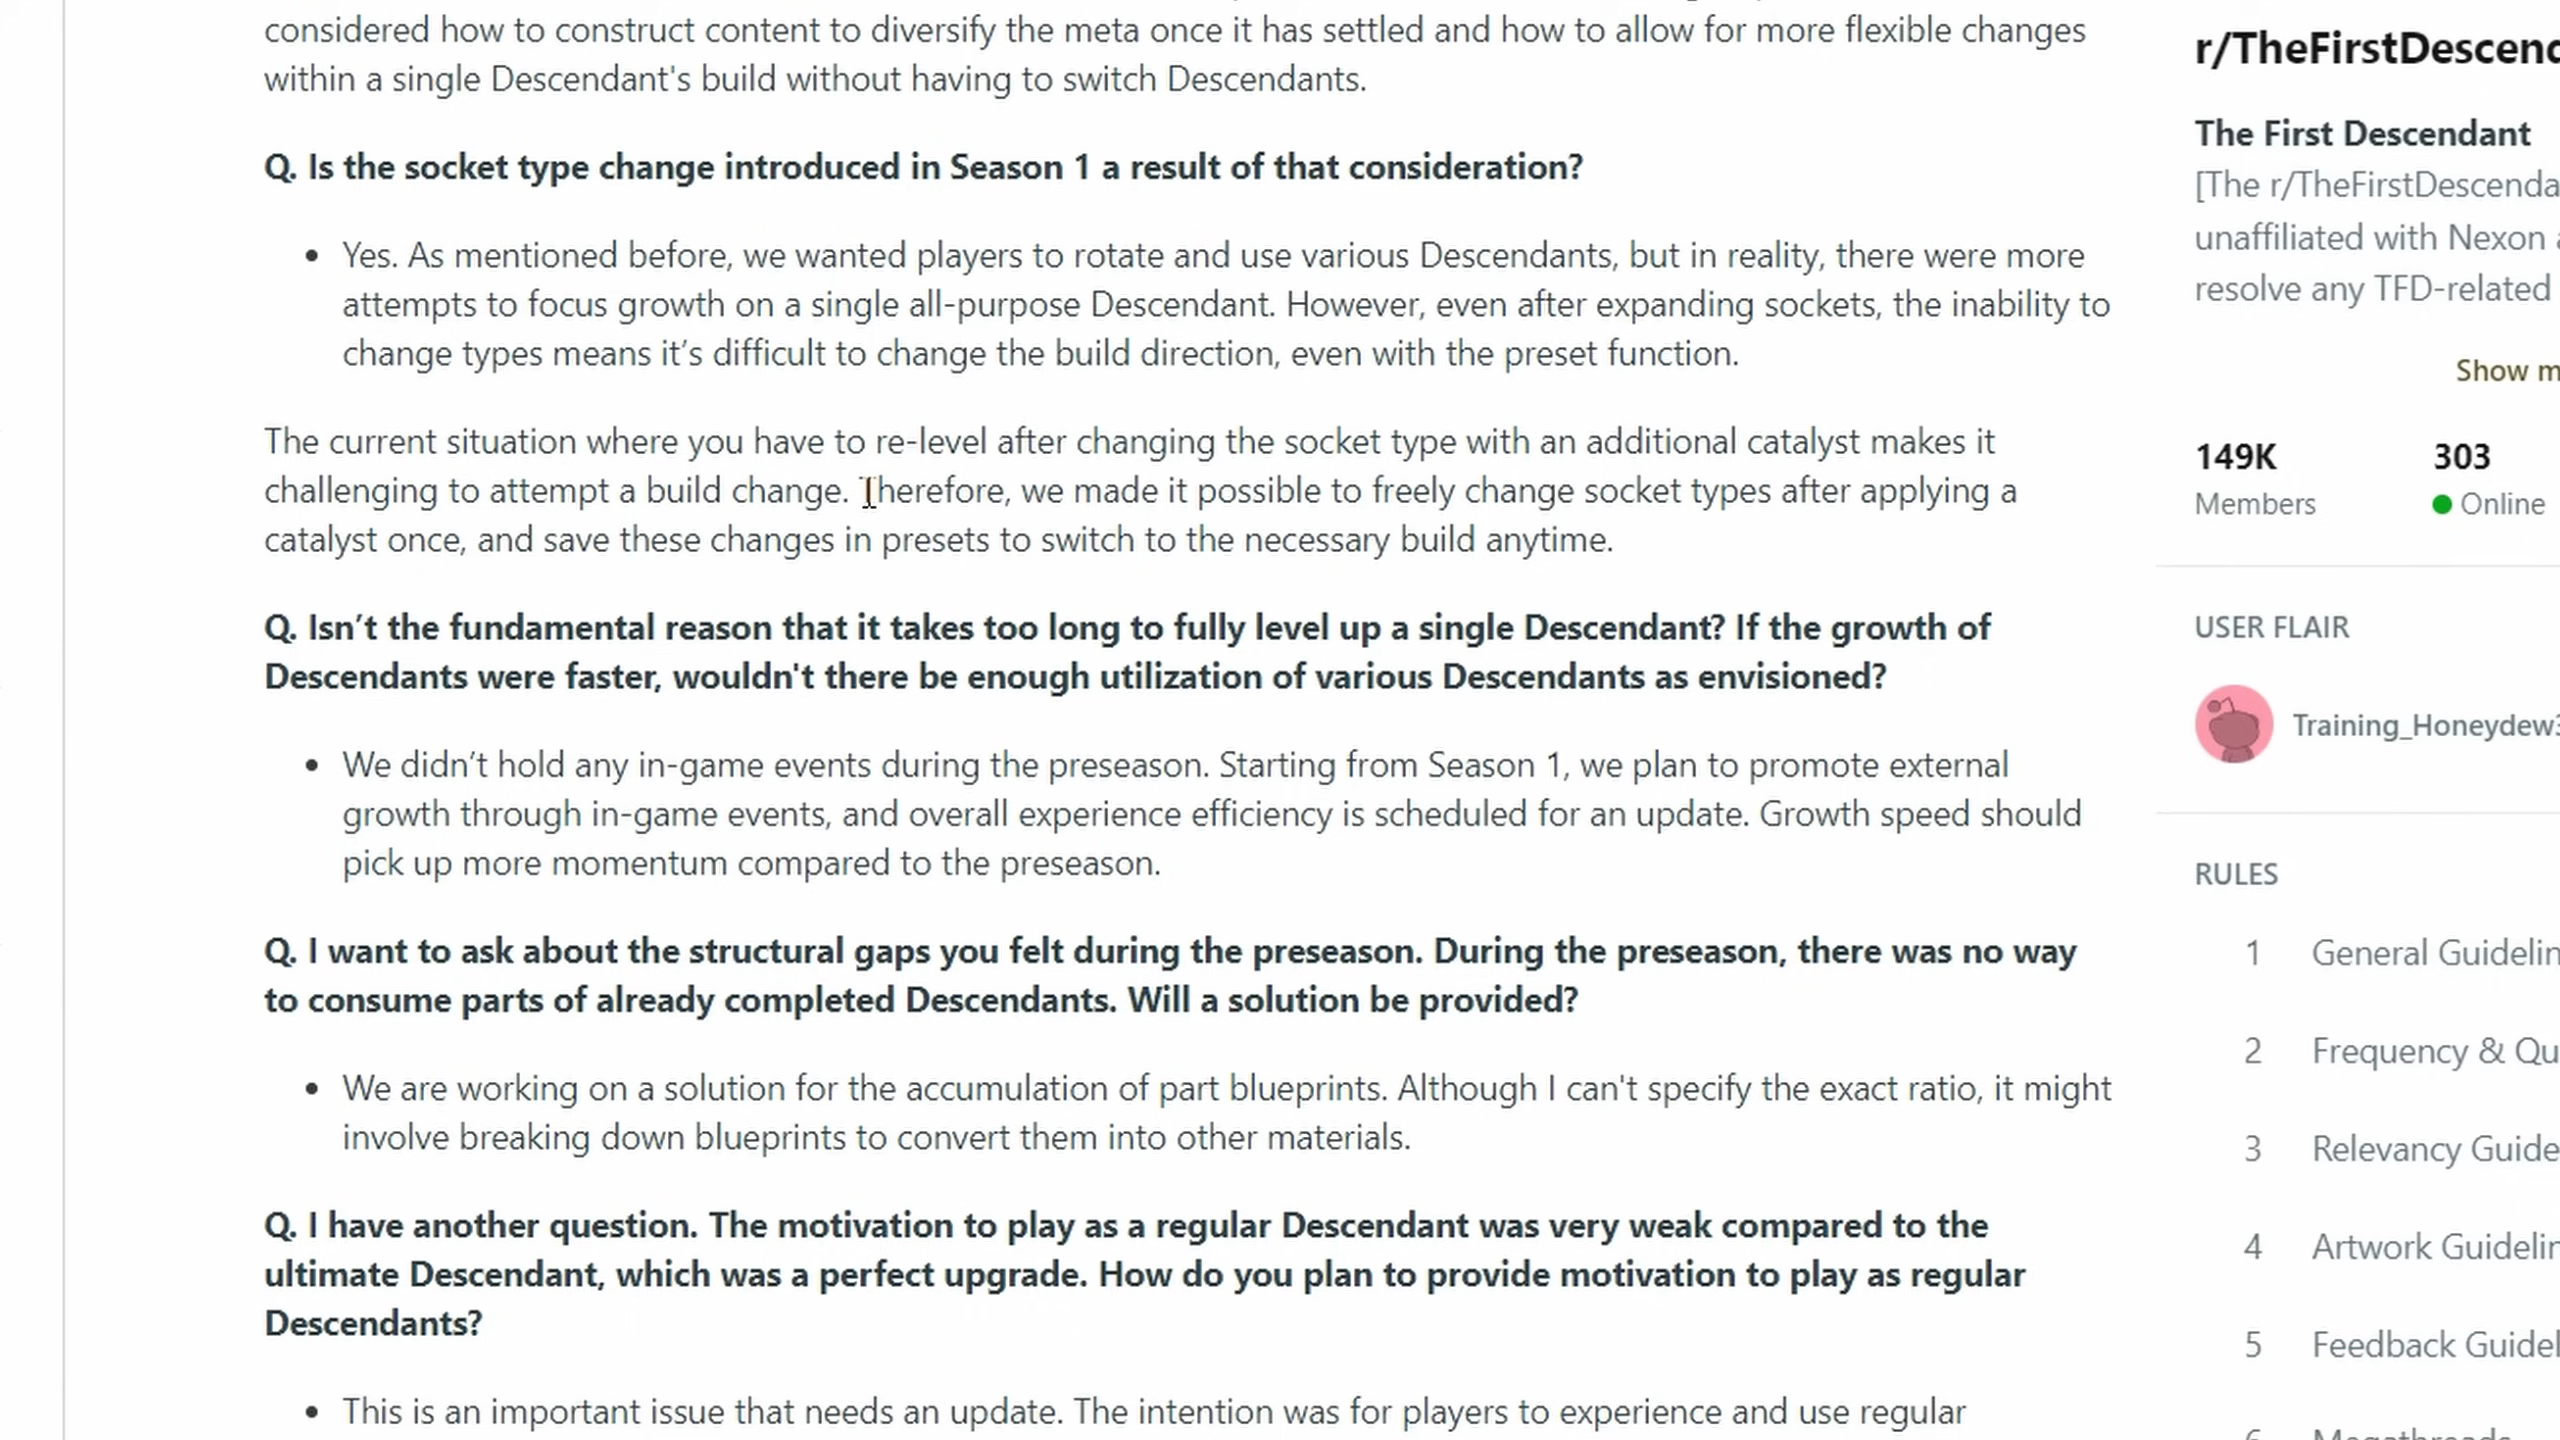 considered how to construct content to diversify the meta once it has settled and how to allow for more flexible changes
within a single Descendant's build without having to switch Descendants.
Q. Is the socket type change introduced in Season 1 a result of that consideration?
• Yes. As mentioned before, we wanted players to rotate and use various Descendants, but in reality, there were more
attempts to focus growth on a single all-purpose Descendant. However, even after expanding sockets, the inability to
change types means it’s difficult to change the build direction, even with the preset function.
The current situation where you have to re-level after changing the socket type with an additional catalyst makes it
challenging to attempt a build change. Therefore, we made it possible to freely change socket types after applying a
catalyst once, and save these changes in presets to switch to the necessary build anytime.
Q. Isn’t the fundamental reason that it takes too long to fully level up a single Descendant? If the growth of
Descendants were faster, wouldn't there be enough utilization of various Descendants as envisioned?
• We didn’t hold any in-game events during the preseason. Starting from Season 1, we plan to promote external
growth through in-game events, and overall experience efficiency is scheduled for an update. Growth speed should
pick up more momentum compared to the preseason.
Q. I want to ask about the structural gaps you felt during the preseason. During the preseason, there was no way
to consume parts of already completed Descendants. Will a solution be provided?
• We are working on a solution for the accumulation of part blueprints. Although I can't specify the exact ratio, it might
involve breaking down blueprints to convert them into other materials.
Q. I have another question. The motivation to play as a regular Descendant was very weak compared to the
ultimate Descendant, which was a perfect upgrade. How do you plan to provide motivation to play as regular
Descendants?
• This is an important issue that needs an update. The intention was for players to experience and use regular
r/TheFirstDescend
The First Descendant
[The r/TheFirstDescenda
unaffiliated with Nexon
resolve any TFD-related
Show m
149K
303
Members
Online
USER FLAIR
Training_Honeydew3
RULES
1 General Guidelin
2 Frequency & Qu
3 Relevancy Guide
4 Artwork Guidelin
5 Feedback Guidel